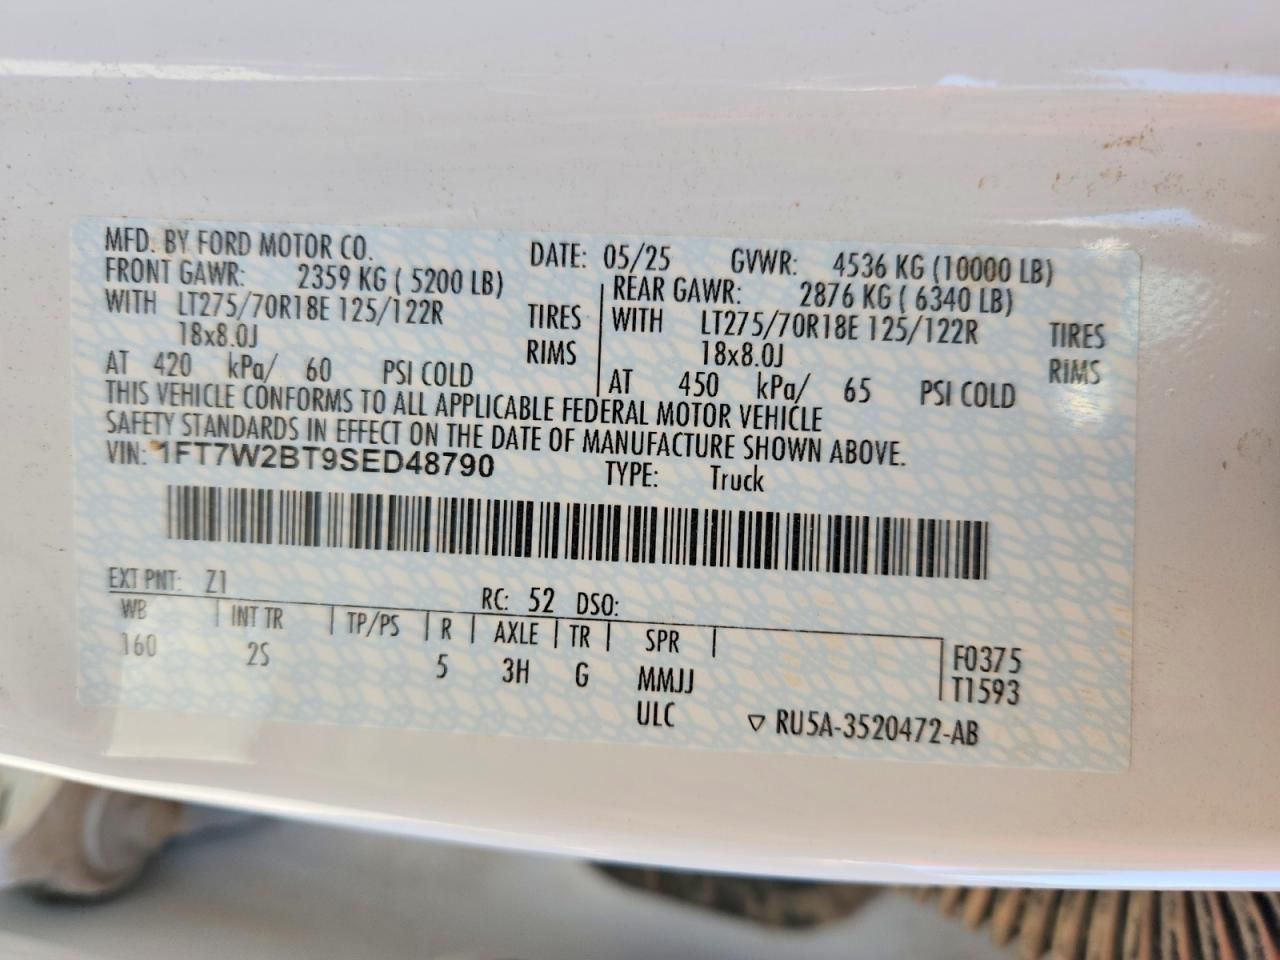 MFD. BY FORD MOTOR CO. DATE: 05/25 GVWR: 4536 KG (10000 LB)
FRONT GAWR: 2359 KG ( 5200 LB) REAR GAWR: 2876 KG ( 6340 LB)
WITH LT275/70R18E 125/122R TIRES WITH LT275/70R18E 125/122R TIRES
18x8.0J RIMS 18x8.0J RIMS
AT 420 kPa/ 60 PSI COLD AT 450 kPa/ 65 PSI COLD
THIS VEHICLE CONFORMS TO ALL APPLICABLE FEDERAL MOTOR VEHICLE
SAFETY STANDARDS IN EFFECT ON THE DATE OF MANUFACTURE SHOWN ABOVE.
VIN: 1FT7W2BT9SED48790 TYPE: Truck
EXT PNT: Z1 RC: 52 DSO:
WB INT TR TP/PS R AXLE TR SPR F0375
160 2S 5 3H G MMJJ T1593
ULC RU5A-3520472-AB